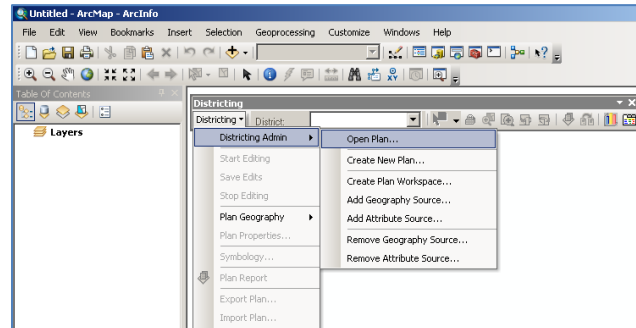 Untitled - ArcMap - ArcInfo
File Edit View Bookmarks Insert Selection Geoprocessing Customize Windows Help
Table Of Contents
Layers
Districting
Districting District:
Districting Admin
Start Editing
Save Edits
Stop Editing
Plan Geography
Plan Properties...
Symbology...
Plan Report
Export Plan...
Import Plan...
Open Plan...
Create New Plan...
Create Plan Workspace...
Add Geography Source...
Add Attribute Source...
Remove Geography Source...
Remove Attribute Source...